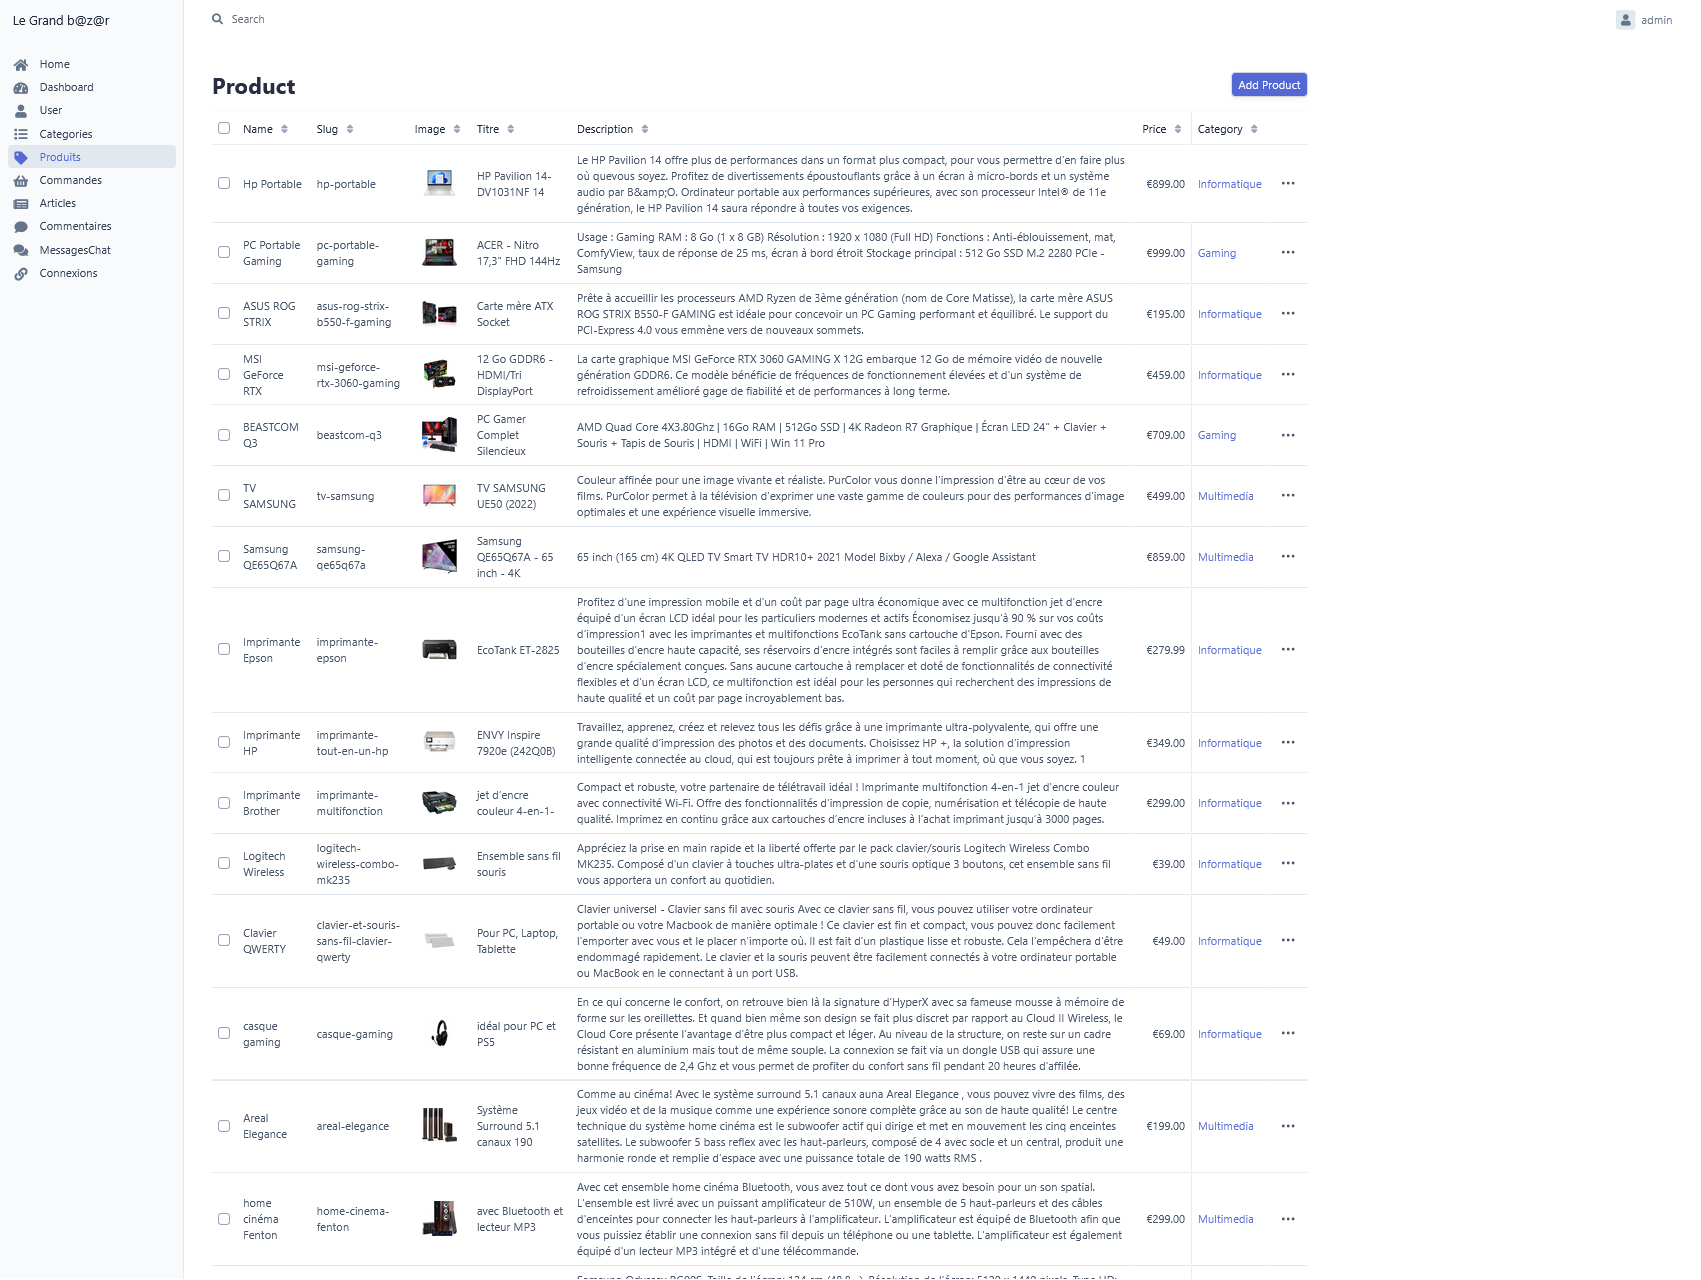 Le Grand b@z@r
Search
admin
Home
Dashboard
User
Categories
Produits
Commandes
Articles
Commentaires
MessagesChat
Connexions
Product
Add Product
Name
Slug
Image
Titre
Description
Price
Category
Hp Portable
hp-portable
HP Pavilion 14-
DV1031NF 14
Le HP Pavilion 14 offre plus de performances dans un format plus compact, pour vous permettre d'en faire plus
où quevous soyez. Profitez de divertissements époustouflants grâce à un écran à micro-bords et un système
audio par B&amp;O. Ordinateur portable aux performances supérieures, avec son processeur Intel® de 11e
génération, le HP Pavilion 14 saura répondre à toutes vos exigences.
€899.00
Informatique
PC Portable
Gaming
pc-portable-
gaming
ACER - Nitro
17,3" FHD 144Hz
Usage : Gaming RAM : 8 Go (1 x 8 GB) Résolution : 1920 x 1080 (Full HD) Fonctions : Anti-éblouissement, mat,
ComfyView, taux de réponse de 25 ms, écran à bord étroit Stockage principal : 512 Go SSD M.2 2280 PCIe -
Samsung
€999.00
Gaming
ASUS ROG
STRIX
asus-rog-strix-
b550-f-gaming
Carte mère ATX
Socket
Prête à accueillir les processeurs AMD Ryzen de 3ème génération (nom de Core Matisse), la carte mère ASUS
ROG STRIX B550-F GAMING est idéale pour concevoir un PC Gaming performant et équilibré. Le support du
PCI-Express 4.0 vous emmène vers de nouveaux sommets.
€195.00
Informatique
MSI
GeForce
RTX
msi-geforce-
rtx-3060-gaming
12 Go GDDR6 -
HDMI/Tri
DisplayPort
La carte graphique MSI GeForce RTX 3060 GAMING X 12G embarque 12 Go de mémoire vidéo de nouvelle
génération GDDR6. Ce modèle bénéficie de fréquences de fonctionnement élevées et d'un système de
refroidissement amélioré gage de fiabilité et de performances à long terme.
€459.00
Informatique
BEASTCOM
Q3
beastcom-q3
PC Gamer
Complet
Silencieux
AMD Quad Core 4X3.80Ghz | 16Go RAM | 512Go SSD | 4K Radeon R7 Graphique | Écran LED 24" + Clavier +
Souris + Tapis de Souris | HDMI | WiFi | Win 11 Pro
€709.00
Gaming
TV
SAMSUNG
tv-samsung
TV SAMSUNG
UE50 (2022)
Couleur affinée pour une image vivante et réaliste. PurColor vous donne l'impression d'être au cœur de vos
films. PurColor permet à la télévision d'exprimer une vaste gamme de couleurs pour des performances d'image
optimales et une expérience visuelle immersive.
€499.00
Multimedia
Samsung
QE65Q67A
samsung-
qe65q67a
Samsung
QE65Q67A - 65
inch - 4K
65 inch (165 cm) 4K QLED TV Smart TV HDR10+ 2021 Model Bixby / Alexa / Google Assistant
€859.00
Multimedia
Imprimante
Epson
imprimante-
epson
EcoTank ET-2825
Profitez d'une impression mobile et d'un coût par page ultra économique avec ce multifonction jet d'encre
équipé d'un écran LCD idéal pour les particuliers modernes et actifs Économisez jusqu'à 90 % sur vos coûts
d'impression1 avec les imprimantes et multifonctions EcoTank sans cartouche d'Epson. Fourni avec des
bouteilles d'encre haute capacité, ses réservoirs d'encre intégrés sont faciles à remplir grâce aux bouteilles
d'encre spécialement conçues. Sans aucune cartouche à remplacer et doté de fonctionnalités de connectivité
flexibles et d'un écran LCD, ce multifonction est idéal pour les personnes qui recherchent des impressions de
haute qualité et un coût par page incroyablement bas.
€279.99
Informatique
Imprimante
HP
imprimante-
tout-en-un-hp
ENVY Inspire
7920e (242Q0B)
Travaillez, apprenez, créez et relevez tous les défis grâce à une imprimante ultra-polyvalente, qui offre une
grande qualité d'impression des photos et des documents. Choisissez HP +, la solution d'impression
intelligente connectée au cloud, qui est toujours prête à imprimer à tout moment, où que vous soyez. 1
€349.00
Informatique
Imprimante
Brother
imprimante-
multifonction
jet d'encre
couleur 4-en-1-
Compact et robuste, votre partenaire de télétravail idéal ! Imprimante multifonction 4-en-1 jet d'encre couleur
avec connectivité Wi-Fi. Offre des fonctionnalités d'impression de copie, numérisation et télécopie de haute
qualité. Imprimez en continu grâce aux cartouches d'encre incluses à l'achat imprimant jusqu'à 3000 pages.
€299.00
Informatique
Logitech
Wireless
logitech-
wireless-combo-
mk235
Ensemble sans fil
souris
Appréciez la prise en main rapide et la liberté offerte par le pack clavier/souris Logitech Wireless Combo
MK235. Composé d'un clavier à touches ultra-plates et d'une souris optique 3 boutons, cet ensemble sans fil
vous apportera un confort au quotidien.
€39.00
Informatique
Clavier
QWERTY
clavier-et-souris-
sans-fil-clavier-
qwerty
Pour PC, Laptop,
Tablette
Clavier universel - Clavier sans fil avec souris Avec ce clavier sans fil, vous pouvez utiliser votre ordinateur
portable ou votre Macbook de manière optimale ! Ce clavier est fin et compact, vous pouvez donc facilement
l'emporter avec vous et le placer n'importe où. Il est fait d'un plastique lisse et robuste. Cela l'empêchera d'être
endommagé rapidement. Le clavier et la souris peuvent être facilement connectés à votre ordinateur portable
ou MacBook en le connectant à un port USB.
€49.00
Informatique
casque
gaming
casque-gaming
idéal pour PC et
PS5
En ce qui concerne le confort, on retrouve bien là la signature d'HyperX avec sa fameuse mousse à mémoire de
forme sur les oreillettes. Et quand bien même son design se fait plus discret par rapport au Cloud II Wireless, le
Cloud Core présente l'avantage d'être plus compact et léger. Au niveau de la structure, on reste sur un cadre
résistant en aluminium mais tout de même souple. La connexion se fait via un dongle USB qui assure une
bonne fréquence de 2,4 Ghz et vous permet de profiter du confort sans fil pendant 20 heures d'affilée.
€69.00
Informatique
Areal
Elegance
areal-elegance
Système
Surround 5.1
canaux 190
Comme au cinéma! Avec le système surround 5.1 canaux auna Areal Elegance , vous pouvez vivre des films, des
jeux vidéo et de la musique comme une expérience sonore complète grâce au son de haute qualité! Le centre
technique du système home cinéma est le subwoofer actif qui dirige et met en mouvement les cinq enceintes
satellites. Le subwoofer 5 bass reflex avec les haut-parleurs, composé de 4 avec socle et un central, produit une
harmonie ronde et remplie d'espace avec une puissance totale de 190 watts RMS .
€199.00
Multimedia
home
cinéma
Fenton
home-cinema-
fenton
avec Bluetooth et
lecteur MP3
Avec cet ensemble home cinéma Bluetooth, vous avez tout ce dont vous avez besoin pour un son spatial.
L'ensemble est livré avec un puissant amplificateur de 510W, un ensemble de 5 haut-parleurs et des câbles
d'enceintes pour connecter les haut-parleurs à l'amplificateur. L'amplificateur est équipé de Bluetooth afin que
vous puissiez établir une connexion sans fil depuis un téléphone ou une tablette. L'amplificateur est également
équipé d'un lecteur MP3 intégré et d'une télécommande.
€299.00
Multimedia